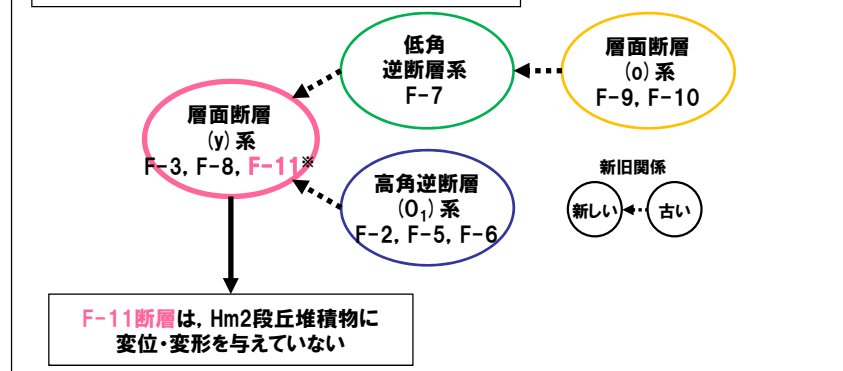 低角
逆断層系
F-7
層面断層
(o)系
F-9, F-10
層面断層
(y)系
F-3, F-8, F-11※
高角逆断層
(O₁)系
F-2, F-5, F-6
新旧関係
新しい
古い
F-11断層は, Hm2段丘堆積物に
変位・変形を与えていない